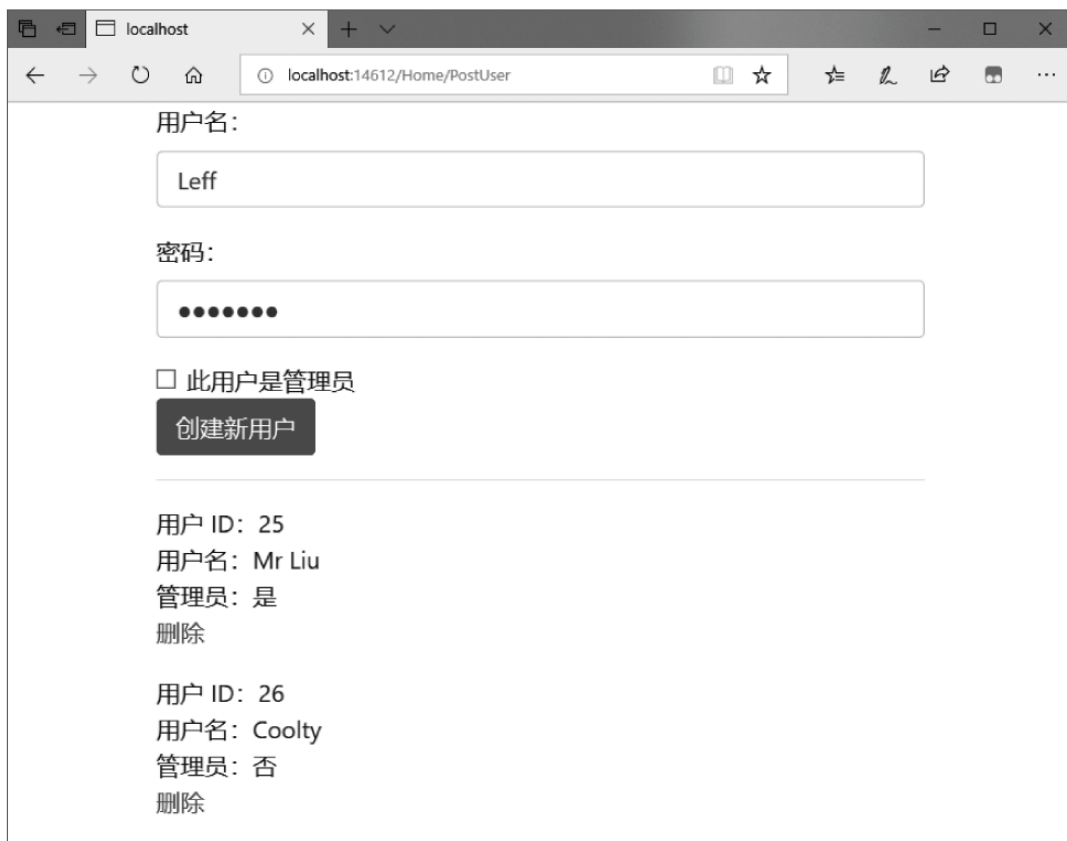 localhost
localhost:14612/Home/PostUser
用户名：
Leff
密码：
●●●●●●●
此用户是管理员
创建新用户
用户 ID：25
用户名：Mr Liu
管理员：是
删除
用户 ID：26
用户名：Coolty
管理员：否
删除